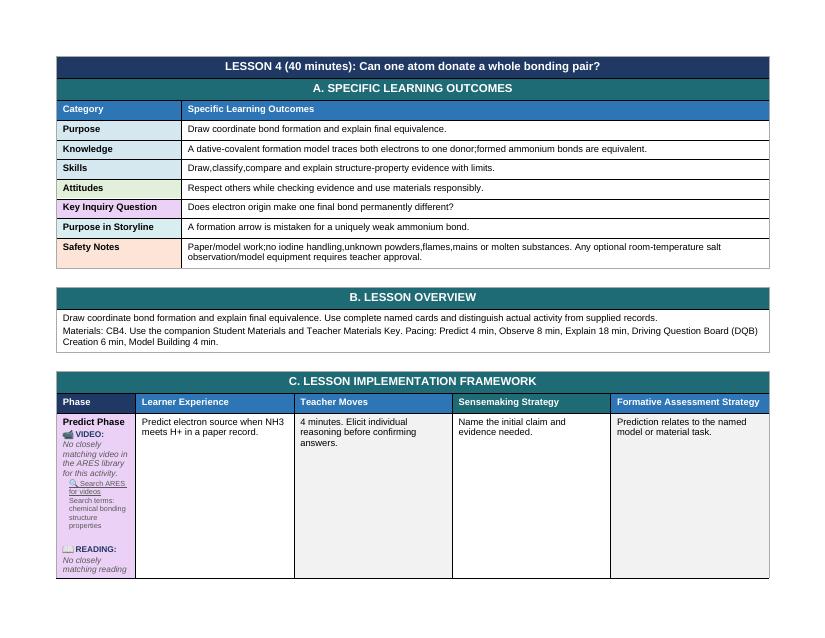 LESSON 4 (40 minutes): Can one atom donate a whole bonding pair?
A. SPECIFIC LEARNING OUTCOMES
Category Specific Learning Outcomes
Purpose Draw coordinate bond formation and explain final equivalence.
Knowledge A dative-covalent formation model traces both electrons to one donor;formed ammonium bonds are equivalent.
Skills Draw,classify,compare and explain structure-property evidence with limits.
Attitudes Respect others while checking evidence and use materials responsibly.
Key Inquiry Question Does electron origin make one final bond permanently different?
Purpose in Storyline A formation arrow is mistaken for a uniquely weak ammonium bond.
Safety Notes Paper/model work;no iodine handling,unknown powders,flames,mains or molten substances. Any optional room-temperature salt
observation/model equipment requires teacher approval.
B. LESSON OVERVIEW
Draw coordinate bond formation and explain final equivalence. Use complete named cards and distinguish actual activity from supplied records.
Materials: CB4. Use the companion Student Materials and Teacher Materials Key. Pacing: Predict 4 min, Observe 8 min, Explain 18 min, Driving Question Board (DQB)
Creation 6 min, Model Building 4 min.
C. LESSON IMPLEMENTATION FRAMEWORK
Phase Learner Experience Teacher Moves Sensemaking Strategy Formative Assessment Strategy
Predict Phase
📹 VIDEO:
No closely
matching video in
the ARES library
for this activity.
🔍 Search ARES
for videos
Search terms:
chemical bonding
structure
properties
📖 READING:
No closely
matching reading
Predict electron source when NH3
meets H+ in a paper record.
4 minutes. Elicit individual
reasoning before confirming
answers.
Name the initial claim and
evidence needed.
Prediction relates to the named
model or material task.